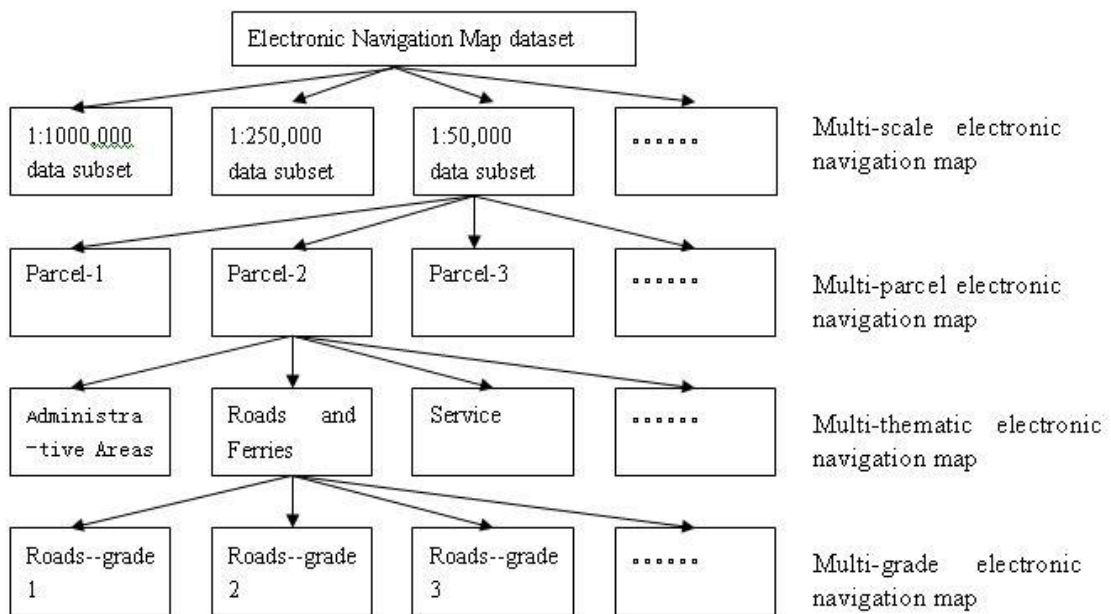 Electronic Navigation Map dataset
1:1000,000
data subset
1:250,000
data subset
1:50,000
data subset
......
Multi-scale electronic
navigation map
Parcel-1
Parcel-2
Parcel-3
......
Multi-parcel electronic
navigation map
Administra
-tive Areas
Roads and
Ferries
Service
......
Multi-thematic electronic
navigation map
Roads--grade
1
Roads--grade
2
Roads--grade
3
......
Multi-grade electronic
navigation map